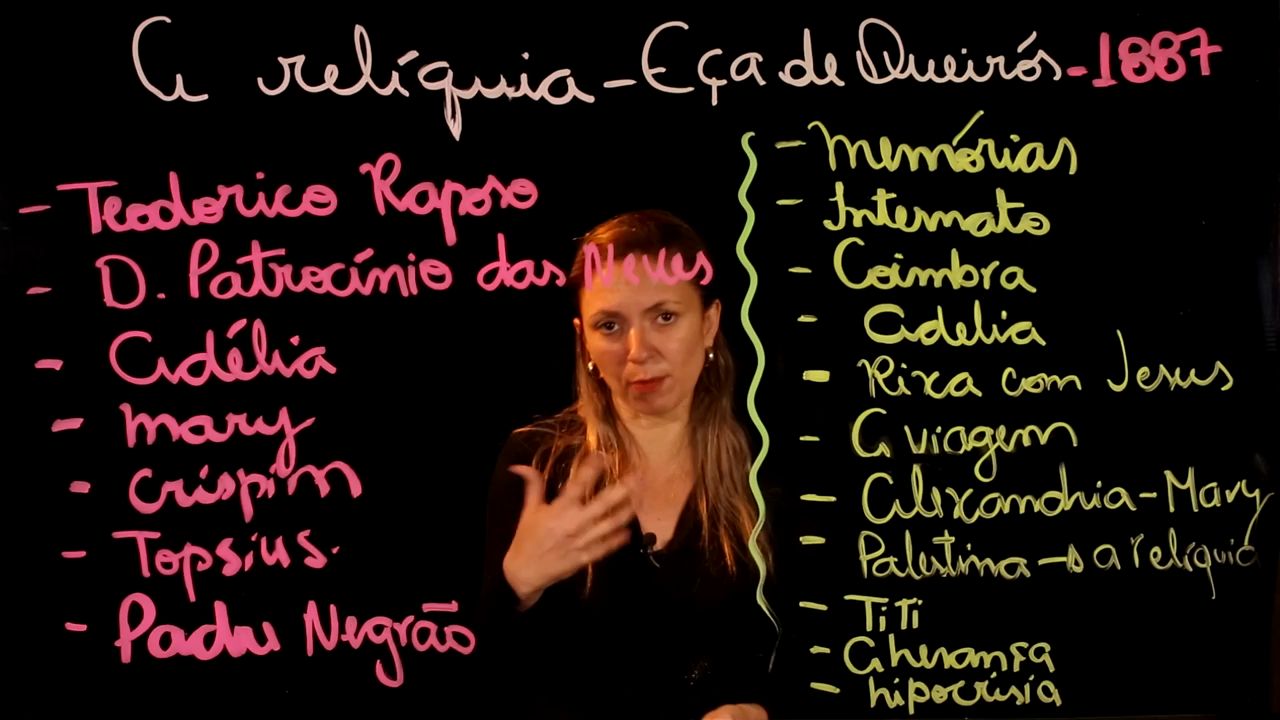 A relíquia - Eça de Queirós - 1887
- Teodorico Raposo
- D. Patrocínio das Neves
- Adélia
- Mary
- Crispim
- Topsius.
- Padre Negrão
- Memórias
- Internato
- Coimbra
- Adelia
- Rixa com Jesus
- A viagem
- Alexandria - Mary
- Palestina → a relíquia
- TiTi
- A herança
- hipocrisia